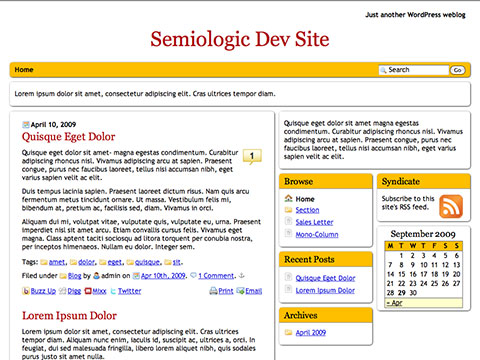 Just another WordPress weblog
Semiologic Dev Site
Home
Search
Go
Lorem ipsum dolor sit amet, consectetur adipiscing elit. Cras ultrices tempor diam.
April 10, 2009
Quisque Eget Dolor
1
Quisque eget dolor sit amet- magna egestas condimentum. Curabitur
adipiscing rhoncus nisl. Vivamus adipiscing arcu at sapien. Praesent
congue, purus nec faucibus laoreet, tellus nisi accumsan nibh, eget
varius sapien velit ac elit.
Duis tempus lacinia sapien. Praesent laoreet dictum risus. Nam quis arcu
fermentum metus tincidunt ornare. Ut massa. Vestibulum felis mi,
bibendum at, pretium ac, facilisis sed, diam. Vivamus in orci.
Aliquam dui mi, volutpat vitae, vulputate quis, vulputate eu, urna. Praesent
imperdiet nisl sit amet arcu. Etiam convallis cursus felis. Vivamus eget
magna. Class aptent taciti sociosqu ad litora torquent per conubia nostra,
per inceptos himenaeos. Nullam eu dolor. Integer sem.
Tags: amet, dolor, eget, quisque, sit.
Filed under Blog by admin on Apr 10th, 2009. 1 Comment.
Buzz Up Digg Mixx Twitter Print Email
Lorem Ipsum Dolor
Lorem ipsum dolor sit amet, consectetur adipiscing elit. Cras ultrices
tempor diam. Aliquam nunc enim, iaculis id, suscipit ac, ultrices a, orci. In
feugiat, dui sed malesuada fringilla, libero lorem aliquet nibh, quis sodales
justo sapien sit amet nulla.
Quisque eget dolor sit amet magna egestas
condimentum. Curabitur adipiscing rhoncus nisl.
Vivamus adipiscing arcu at sapien. Praesent congue, purus nec
faucibus laoreet, tellus nisi accumsan nibh, eget varius
sapien velit ac elit.
Browse
Home
Section
Sales Letter
Mono-Column
Recent Posts
Quisque Eget Dolor
Lorem Ipsum Dolor
Archives
April 2009
Syndicate
Subscribe to this
site's RSS feed.
September 2009
M T W T F S S
1 2 3 4 5 6
7 8 9 10 11 12 13
14 15 16 17 18 19 20
21 22 23 24 25 26 27
28 29 30
« Apr